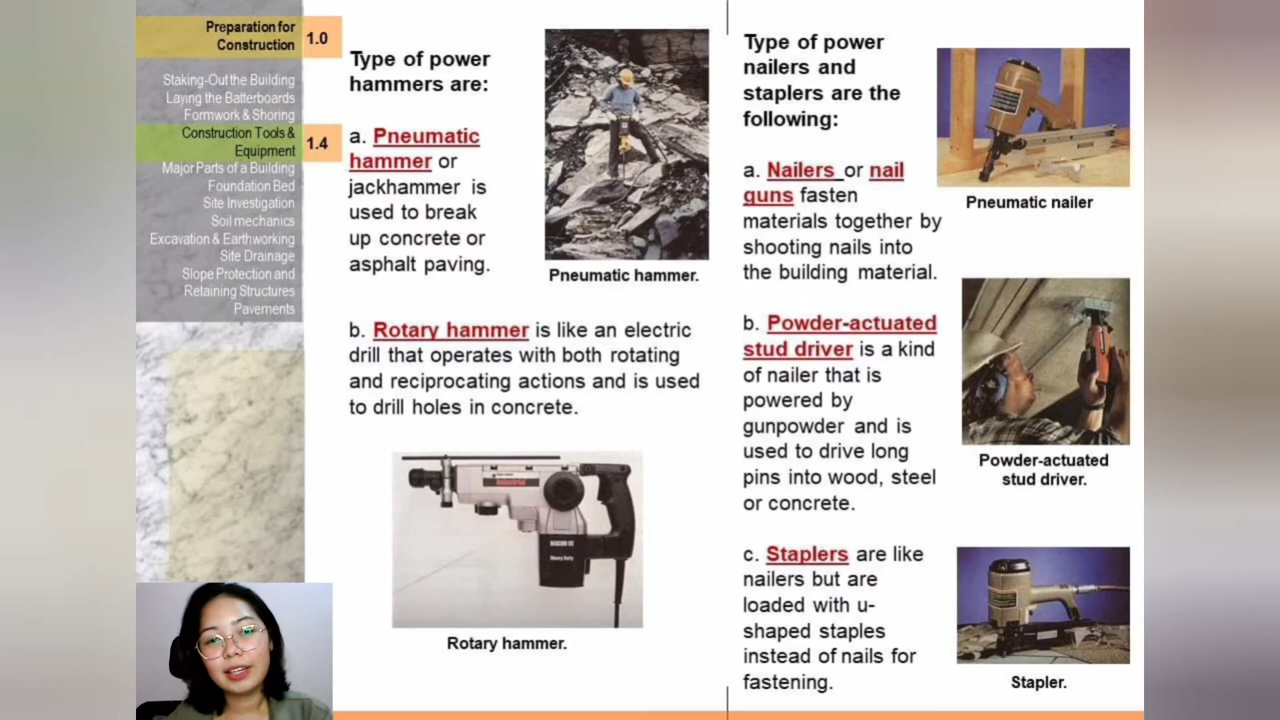 Preparation for
Construction
1.0
Staking-Out the Building
Laying the Batterboards
Formwork & Shoring
Construction Tools &
Equipment
1.4
Major Parts of a Building
Foundation Bed
Site Investigation
Soil mechanics
Excavation & Earthworking
Site Drainage
Slope Protection and
Retaining Structures
Pavements
Type of power
hammers are:
a. Pneumatic
hammer or
jackhammer is
used to break
up concrete or
asphalt paving.
Pneumatic hammer.
b. Rotary hammer is like an electric
drill that operates with both rotating
and reciprocating actions and is used
to drill holes in concrete.
Industrial
Heavy Duty
Rotary hammer.
Type of power
nailers and
staplers are the
following:
a. Nailers or nail
guns fasten
materials together by
shooting nails into
the building material.
Pneumatic nailer
b. Powder-actuated
stud driver is a kind
of nailer that is
powered by
gunpowder and is
used to drive long
pins into wood, steel
or concrete.
Powder-actuated
stud driver.
c. Staplers are like
nailers but are
loaded with u-
shaped staples
instead of nails for
fastening.
Stapler.